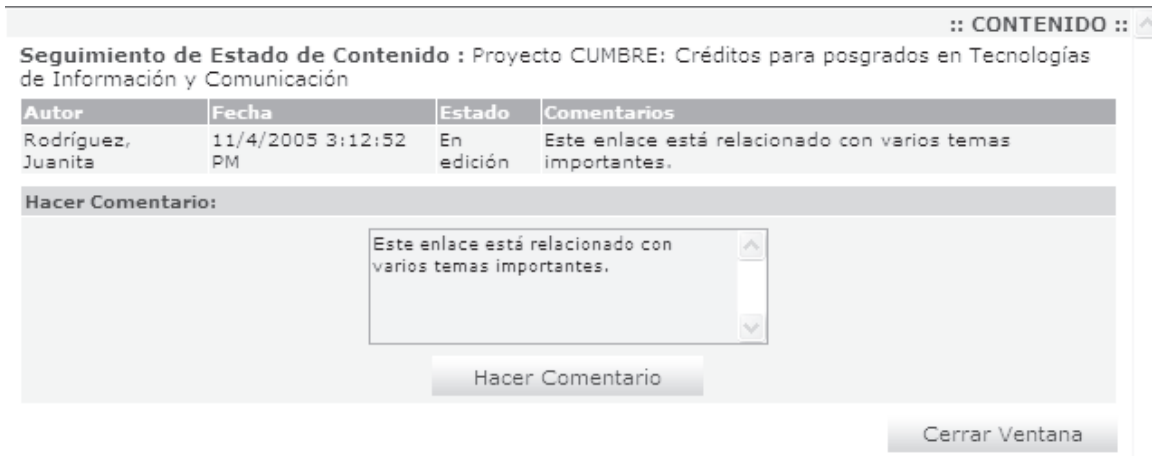 :: CONTENIDO ::
Seguimiento de Estado de Contenido : Proyecto CUMBRE: Créditos para posgrados en Tecnologías
de Información y Comunicación
Autor Fecha Estado Comentarios
Rodríguez, 11/4/2005 3:12:52 En Este enlace está relacionado con varios temas
Juanita PM edición importantes.
Hacer Comentario:
Este enlace está relacionado con
varios temas importantes.
Hacer Comentario
Cerrar Ventana